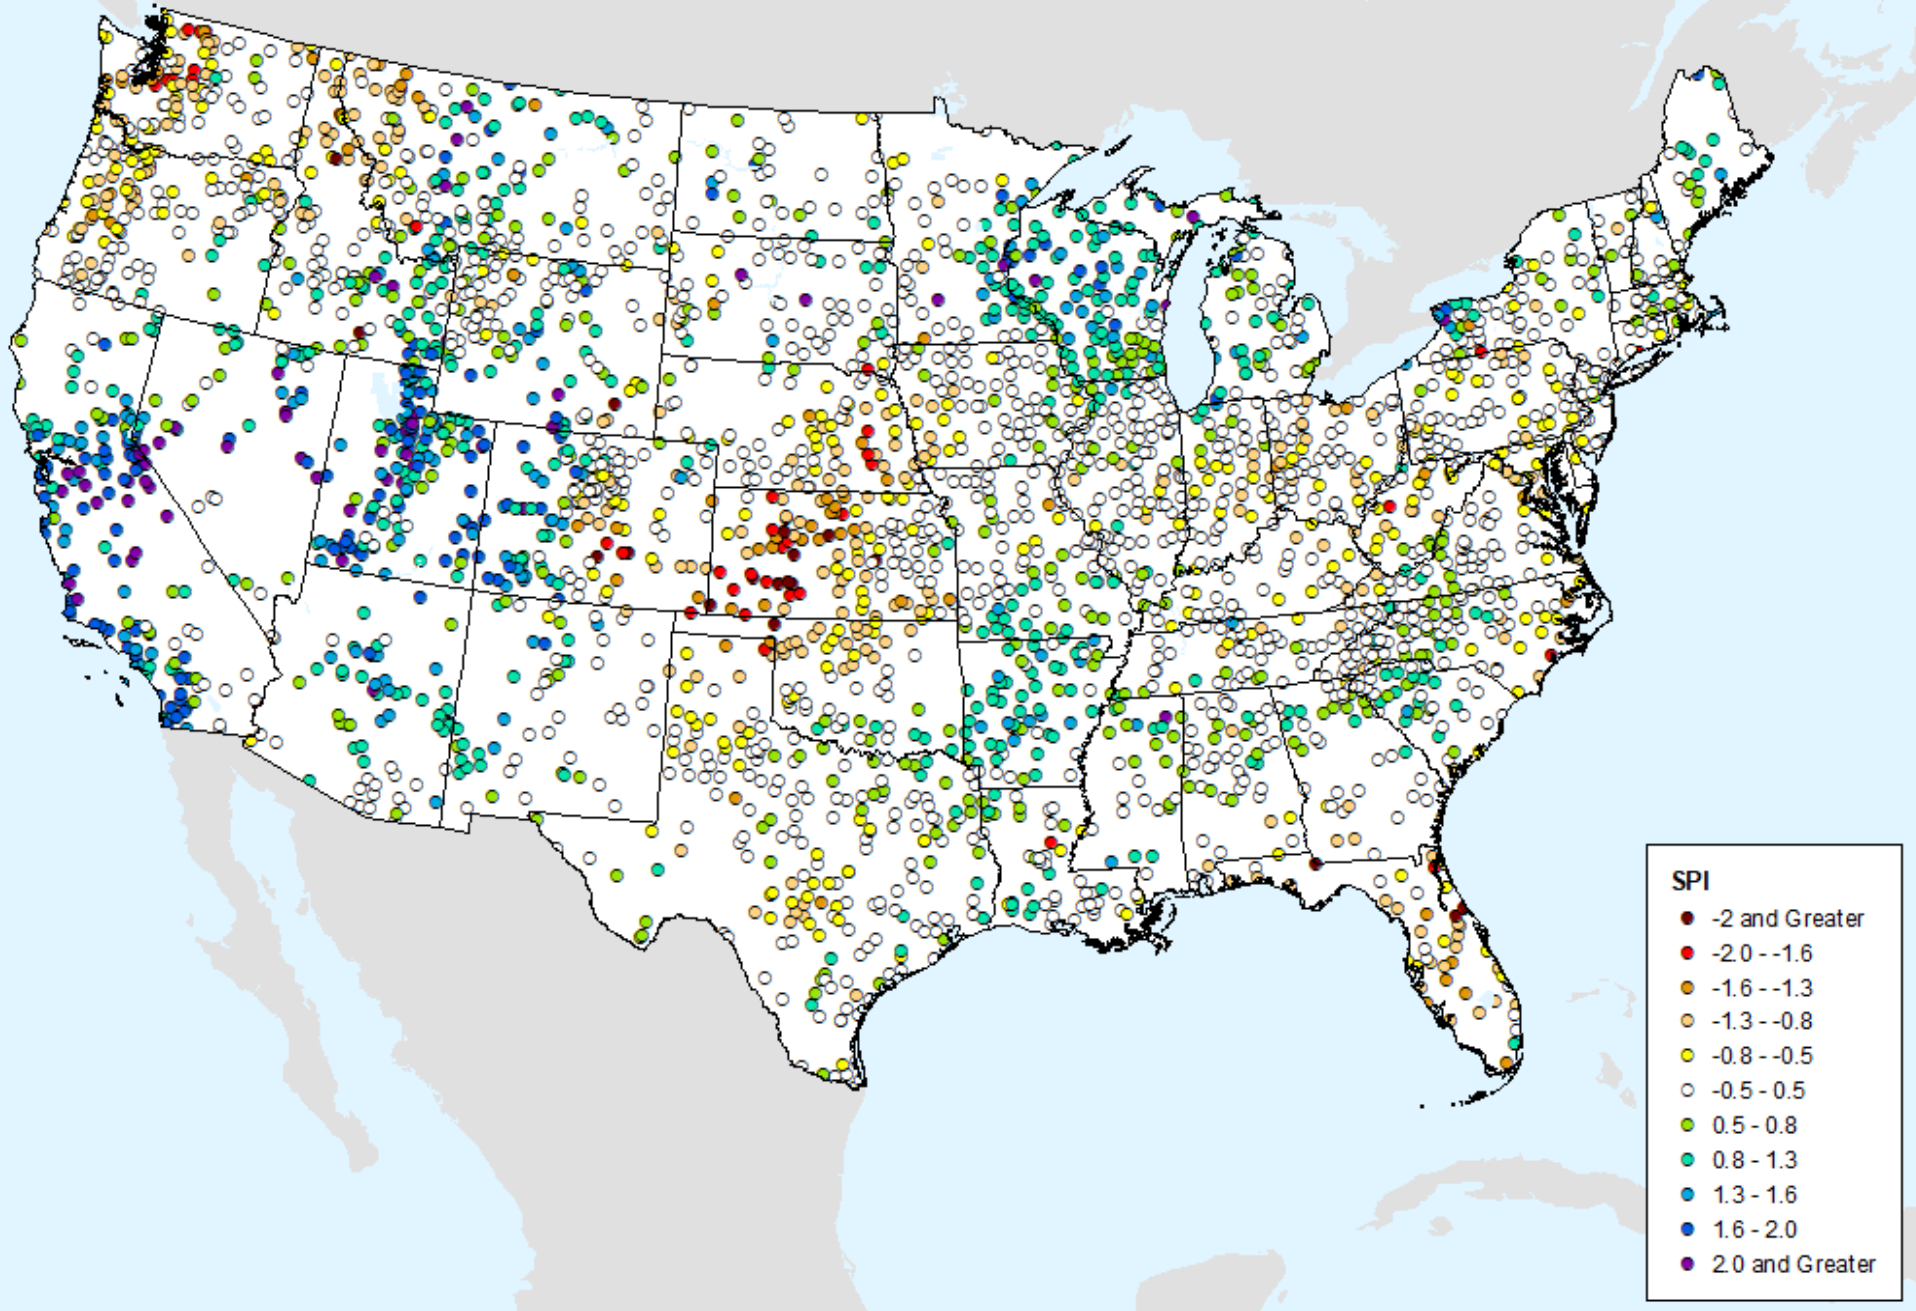 SPI
-2 and Greater
-2.0 - -1.6
-1.6 - -1.3
-1.3 - -0.8
-0.8 - -0.5
-0.5 - 0.5
0.5 - 0.8
0.8 - 1.3
1.3 - 1.6
1.6 - 2.0
2.0 and Greater